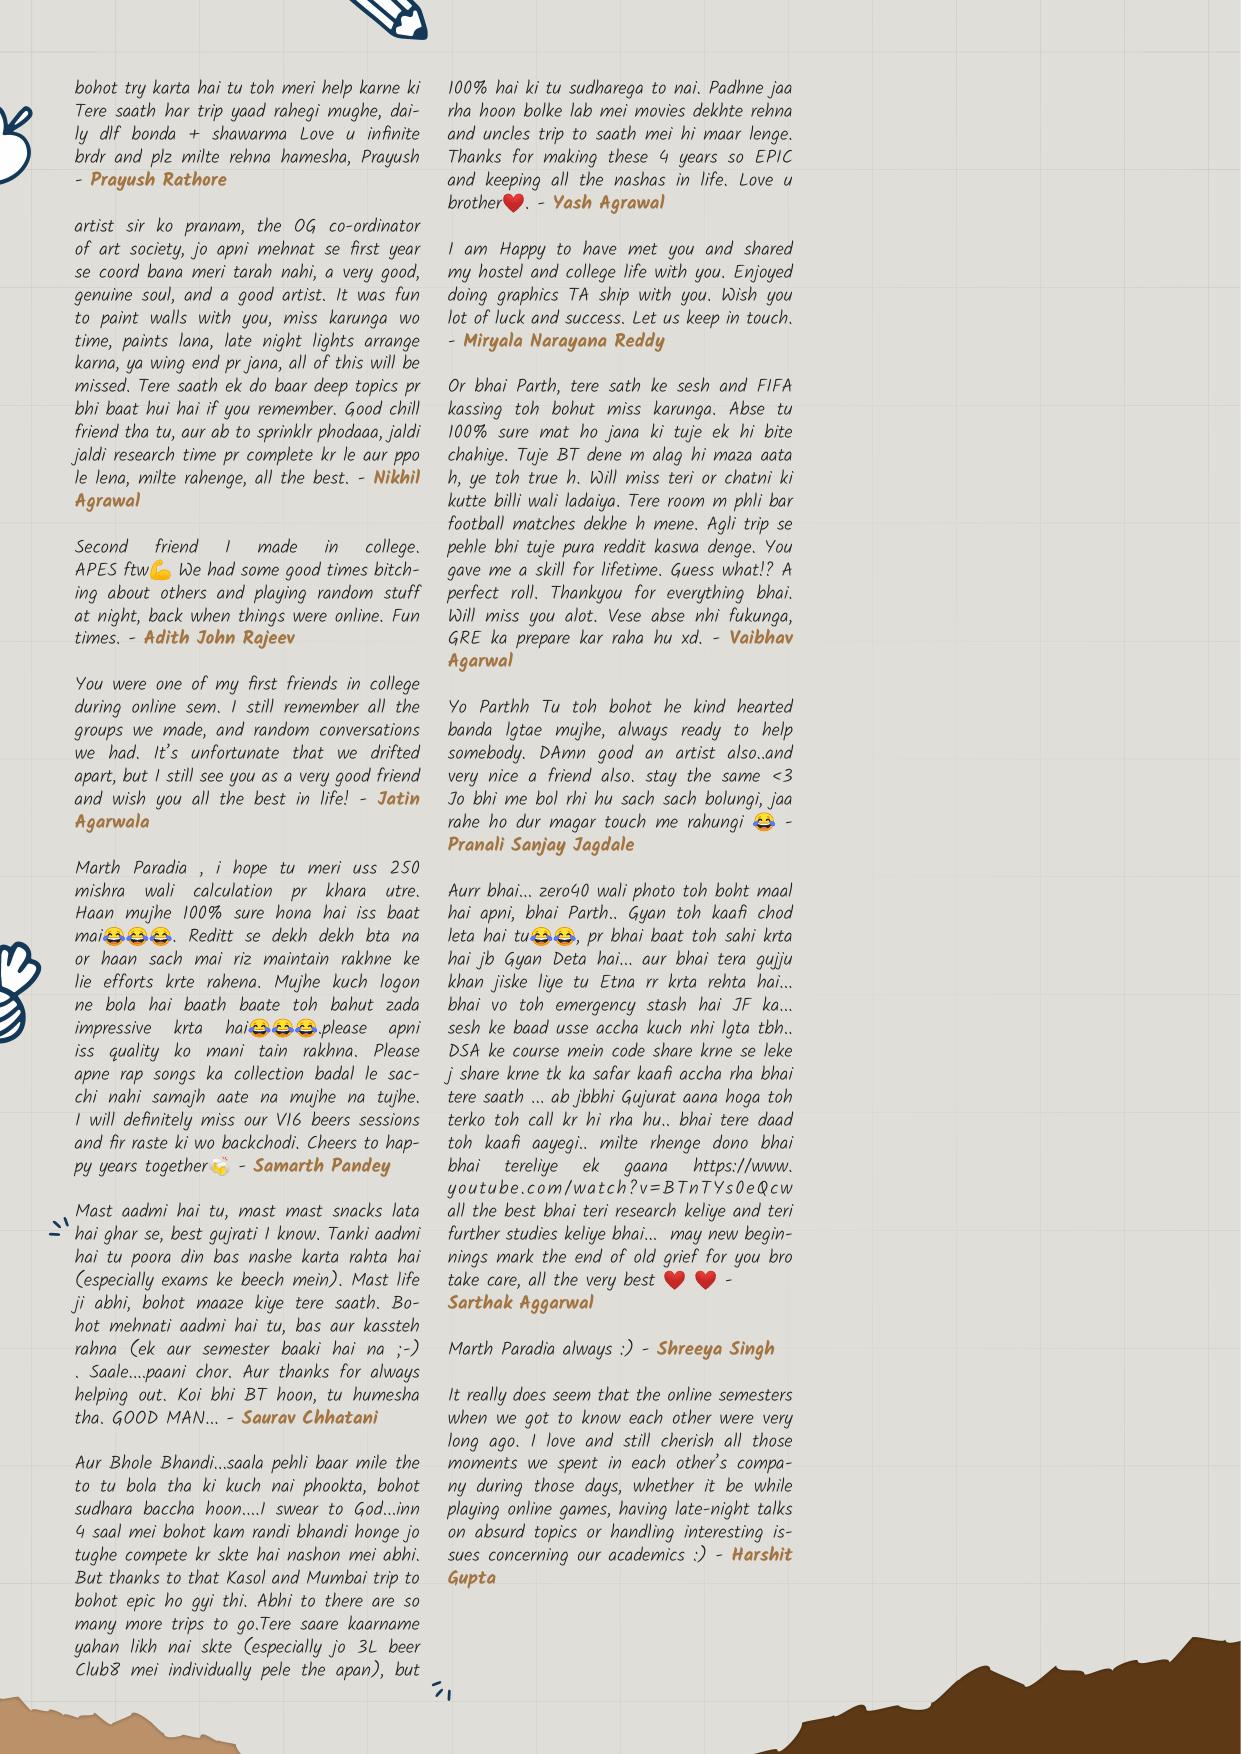 bohot try karta hai tu toh meri help karne ki
Tere saath har trip yaad rahegi mughe, dai-
ly dlf bonda + shawarma Love u infinite
brdr and plz milte rehna hamesha, Prayush
- Prayush Rathore
artist sir ko pranam, the OG co-ordinator
of art society, jo apni mehnat se first year
se coord bana meri tarah nahi, a very good,
genuine soul, and a good artist. It was fun
to paint walls with you, miss karunga wo
time, paints lana, late night lights arrange
karna, ya wing end pr jana, all of this will be
missed. Tere saath ek do baar deep topics pr
bhi baat hui hai if you remember. Good chill
friend tha tu, aur ab to sprinklr phodaaa, jaldi
jaldi research time pr complete kr le aur ppo
le lena, milte rahenge, all the best. - Nikhil
Agrawal
Second friend I made in college.
APES ftw💪 We had some good times bitch-
ing about others and playing random stuff
at night, back when things were online. Fun
times. - Adith John Rajeev
You were one of my first friends in college
during online sem. I still remember all the
groups we made, and random conversations
we had. It's unfortunate that we drifted
apart, but I still see you as a very good friend
and wish you all the best in life! - Jatin
Agarwala
Marth Paradia , i hope tu meri uss 250
mishra wali calculation pr khara utre.
Haan mujhe 100% sure hona hai iss baat
mai😂😂😂. Reditt se dekh dekh bta na
or haan sach mai riz maintain rakhne ke
lie efforts krte rahena. Mujhe kuch logon
ne bola hai baath baate toh bahut zada
impressive krta hai😂😂😂.please apni
iss quality ko mani tain rakhna. Please
apne rap songs ka collection badal le sac-
chi nahi samajh aate na mujhe na tujhe.
I will definitely miss our V16 beers sessions
and fir raste ki wo backchodi. Cheers to hap-
py years together🍻 - Samarth Pandey
Mast aadmi hai tu, mast mast snacks lata
hai ghar se, best gujrati I know. Tanki aadmi
hai tu poora din bas nashe karta rahta hai
(especially exams ke beech mein). Mast life
ji abhi, bohot maaze kiye tere saath. Bo-
hot mehnati aadmi hai tu, bas aur kassteh
rahna (ek aur semester baaki hai na ;-)
. Saale....paani chor. Aur thanks for always
helping out. Koi bhi BT hoon, tu humesha
tha. GOOD MAN... - Saurav Chhatani
Aur Bhole Bhandi...saala pehli baar mile the
to tu bola tha ki kuch nai phookta, bohot
sudhara baccha hoon....I swear to God...inn
4 saal mei bohot kam randi bhandi honge jo
tughe compete kr skte hai nashon mei abhi.
But thanks to that Kasol and Mumbai trip to
bohot epic ho gyi thi. Abhi to there are so
many more trips to go.Tere saare kaarname
yahan likh nai skte (especially jo 3L beer
Club8 mei individually pele the apan), but
100% hai ki tu sudharega to nai. Padhne jaa
rha hoon bolke lab mei movies dekhte rehna
and uncles trip to saath mei hi maar lenge.
Thanks for making these 4 years so EPIC
and keeping all the nashas in life. Love u
brother❤️. - Yash Agrawal
I am Happy to have met you and shared
my hostel and college life with you. Enjoyed
doing graphics TA ship with you. Wish you
lot of luck and success. Let us keep in touch.
- Miryala Narayana Reddy
Or bhai Parth, tere sath ke sesh and FIFA
kassing toh bohut miss karunga. Abse tu
100% sure mat ho jana ki tuje ek hi bite
chahiye. Tuje BT dene m alag hi maza aata
h, ye toh true h. Will miss teri or chatni ki
kutte billi wali ladaiya. Tere room m phli bar
football matches dekhe h mene. Agli trip se
pehle bhi tuje pura reddit kaswa denge. You
gave me a skill for lifetime. Guess what!? A
perfect roll. Thankyou for everything bhai.
Will miss you alot. Vese abse nhi fukunga,
GRE ka prepare kar raha hu xd. - Vaibhav
Agarwal
Yo Parthh Tu toh bohot he kind hearted
banda lgtae mujhe, always ready to help
somebody. DAmn good an artist also..and
very nice a friend also. stay the same <3
Jo bhi me bol rhi hu sach sach bolungi, jaa
rahe ho dur magar touch me rahungi 😂 -
Pranali Sanjay Jagdale
Aurr bhai... zero40 wali photo toh boht maal
hai apni, bhai Parth.. Gyan toh kaafi chod
leta hai tu😂😂, pr bhai baat toh sahi krta
hai jb Gyan Deta hai... aur bhai tera gujju
khan jiske liye tu Etna rr krta rehta hai...
bhai vo toh emergency stash hai JF ka...
sesh ke baad usse accha kuch nhi lgta tbh..
DSA ke course mein code share krne se leke
j share krne tk ka safar kaafi accha rha bhai
tere saath ... ab jbbhi Gujurat aana hoga toh
terko toh call kr hi rha hu.. bhai tere daad
toh kaafi aayegi.. milte rhenge dono bhai
bhai tereliye ek gaana https://www.
youtube.com/watch?v=BTnTYs0eQcw
all the best bhai teri research keliye and teri
further studies keliye bhai... may new begin-
nings mark the end of old grief for you bro
take care, all the very best ❤️ ❤️ -
Sarthak Aggarwal
Marth Paradia always :) - Shreeya Singh
It really does seem that the online semesters
when we got to know each other were very
long ago. I love and still cherish all those
moments we spent in each other's compa-
ny during those days, whether it be while
playing online games, having late-night talks
on absurd topics or handling interesting is-
sues concerning our academics :) - Harshit
Gupta